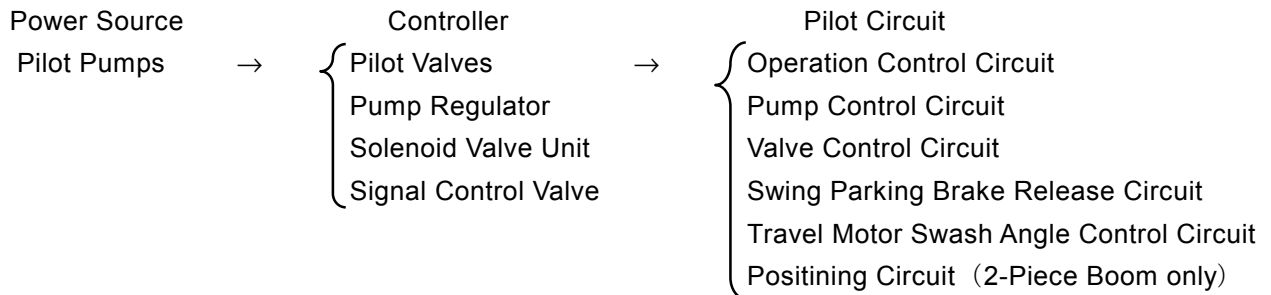 Power Source Controller Pilot Circuit
Pilot Pumps → Pilot Valves → Operation Control Circuit
Pump Regulator Pump Control Circuit
Solenoid Valve Unit Valve Control Circuit
Signal Control Valve Swing Parking Brake Release Circuit
Travel Motor Swash Angle Control Circuit
Positining Circuit（2-Piece Boom only）